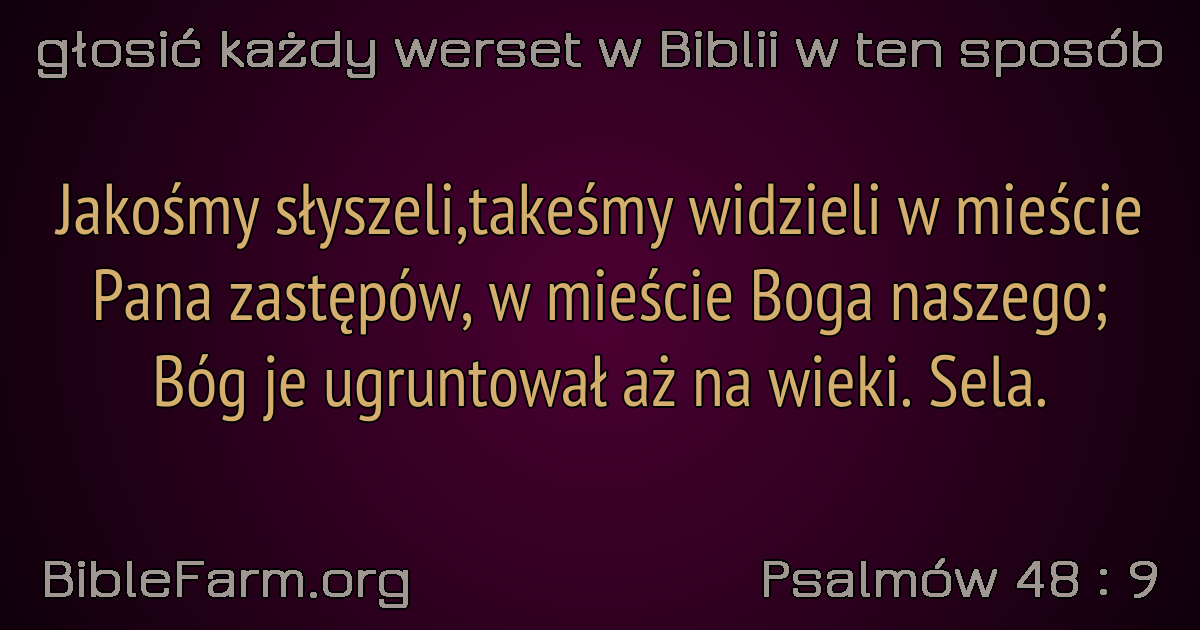 głosić każdy werset w Biblii w ten sposób
Jakośmy słyszeli,takeśmy widzieli w mieście
Pana zastępów, w mieście Boga naszego;
Bóg je ugruntował aż na wieki. Sela.
BibleFarm.org
Psalmów 48 : 9